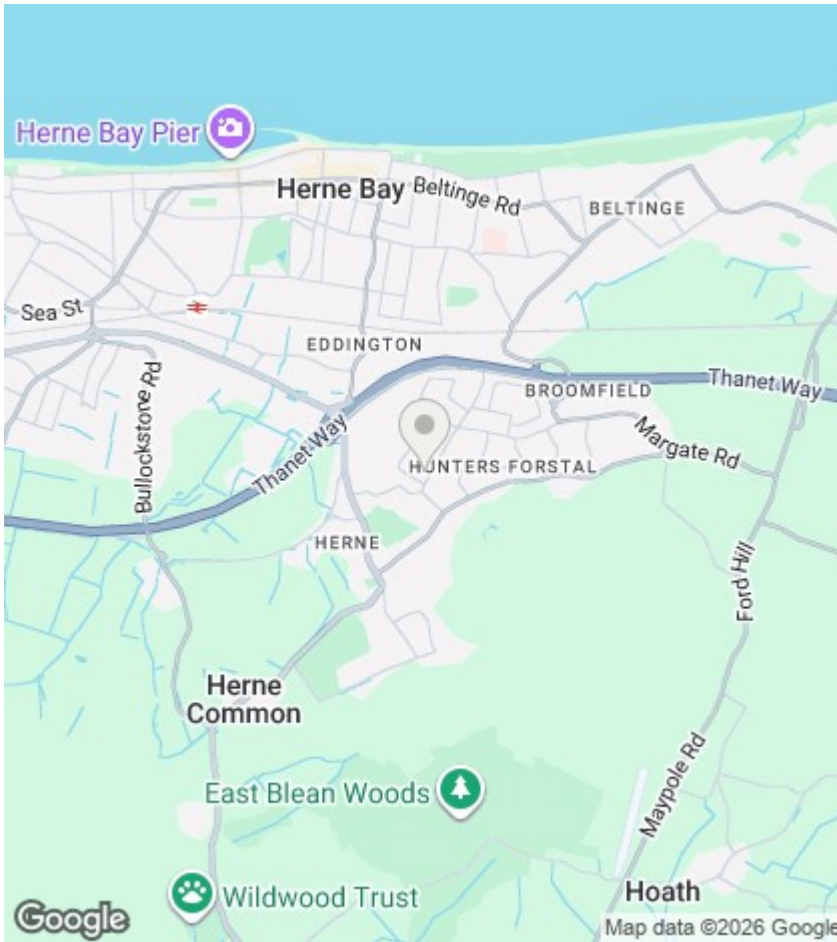 Herne Bay Pier
Herne Bay
Beltinge Rd
BELTINGE
Sea St
EDDINGTON
Thanet Way
BROOMFIELD
Bullockstone Rd
Thanet Way
HUNTERS FORSTAL
Margate Rd
HERNE
Ford Hill
Herne
Common
East Blean Woods
Maypole Rd
Wildwood Trust
Hoath
Google
Map data ©2026 Google